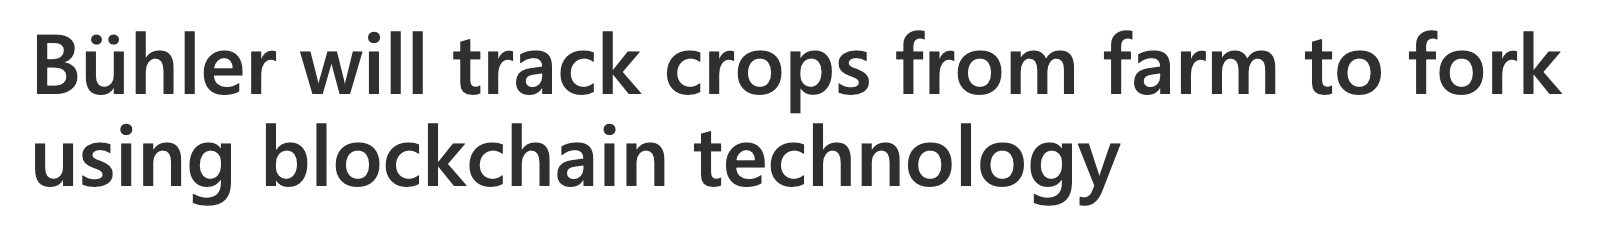 Bühler will track crops from farm to fork
using blockchain technology